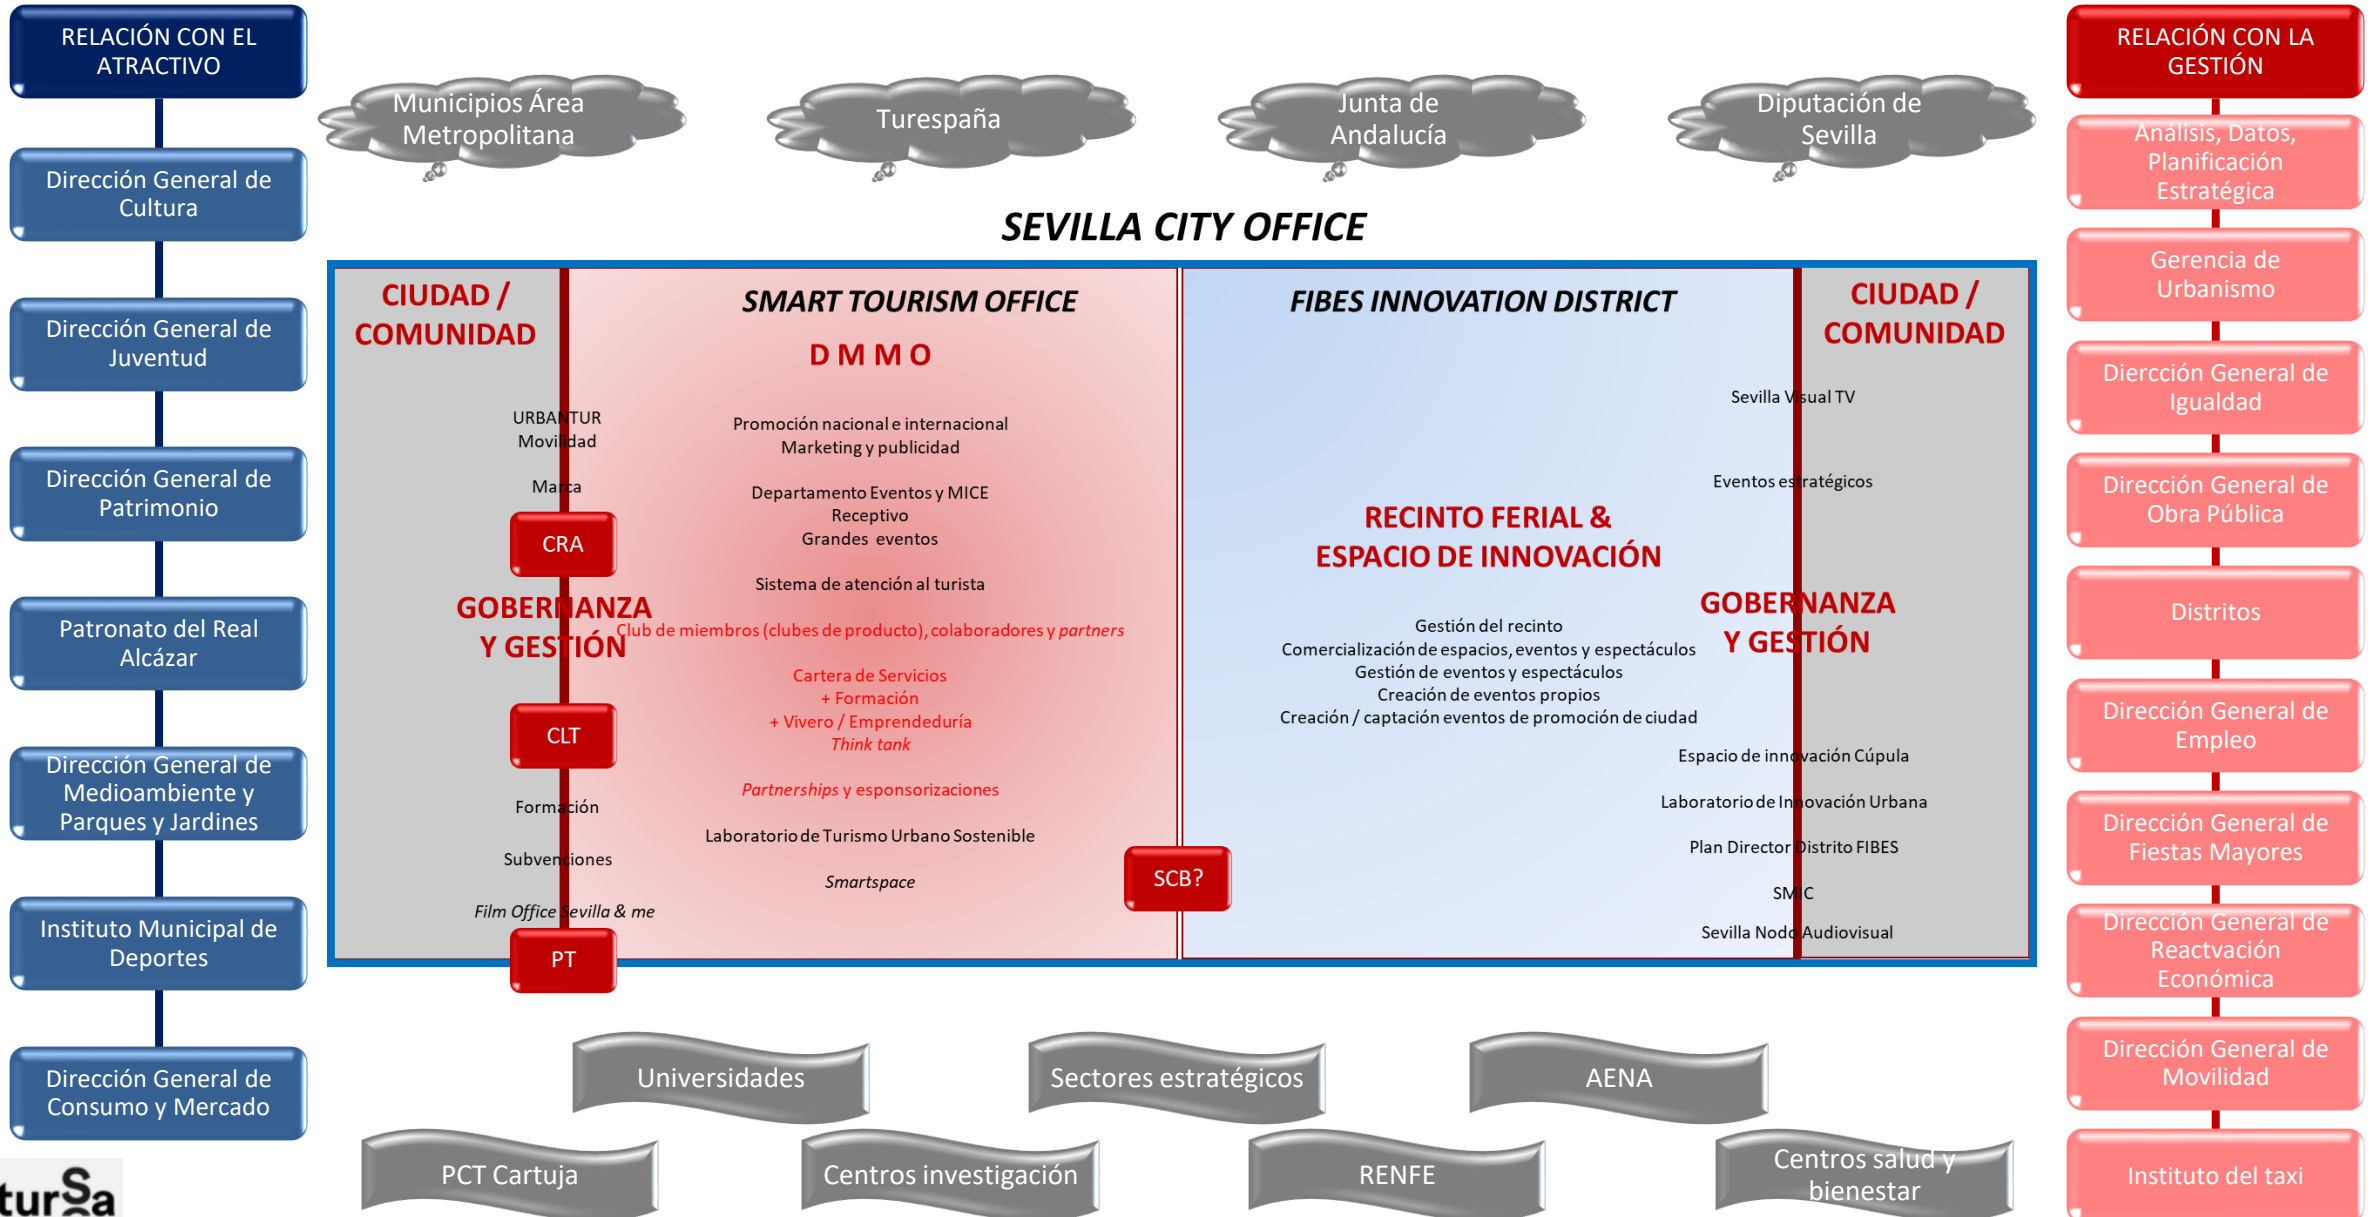 RELACIÓN CON EL
ATRACTIVO
Dirección General de
Cultura
Dirección General de
Juventud
Dirección General de
Patrimonio
Patronato del Real
Alcázar
Dirección General de
Medioambiente y
Parques y Jardines
Instituto Municipal de
Deportes
Dirección General de
Consumo y Mercado
Municipios Área
Metropolitana
Turespaña
Junta de
Andalucía
Diputación de
Sevilla
SEVILLA CITY OFFICE
CIUDAD /
COMUNIDAD
URBANTUR
Movilidad
Marca
CRA
GOBERNANZA
Y GESTIÓN
CLT
Formación
Subvenciones
Film Office Sevilla & me
PT
SMART TOURISM OFFICE
D M M O
Promoción nacional e internacional
Marketing y publicidad
Departamento Eventos y MICE
Receptivo
Grandes eventos
Sistema de atención al turista
Club de miembros (clubes de producto), colaboradores y partners
Cartera de Servicios
+ Formación
+ Vivero / Emprendeduría
Think tank
Partnerships y esponsorizaciones
Laboratorio de Turismo Urbano Sostenible
Smartspace
SCB?
FIBES INNOVATION DISTRICT
RECINTO FERIAL &
ESPACIO DE INNOVACIÓN
Gestión del recinto
Comercialización de espacios, eventos y espectáculos
Gestión de eventos y espectáculos
Creación de eventos propios
Creación / captación eventos de promoción de ciudad
CIUDAD /
COMUNIDAD
Sevilla Visual TV
Eventos estratégicos
GOBERNANZA
Y GESTIÓN
Espacio de innovación Cúpula
Laboratorio de Innovación Urbana
Plan Director Distrito FIBES
SMIC
Sevilla Nodo Audiovisual
RELACIÓN CON LA
GESTIÓN
Análisis, Datos,
Planificación
Estratégica
Gerencia de
Urbanismo
Diercción General de
Igualdad
Dirección General de
Obra Pública
Distritos
Dirección General de
Empleo
Dirección General de
Fiestas Mayores
Dirección General de
Reactvación
Económica
Dirección General de
Movilidad
Instituto del taxi
Universidades
Sectores estratégicos
AENA
PCT Cartuja
Centros investigación
RENFE
Centros salud y
bienestar
turSa